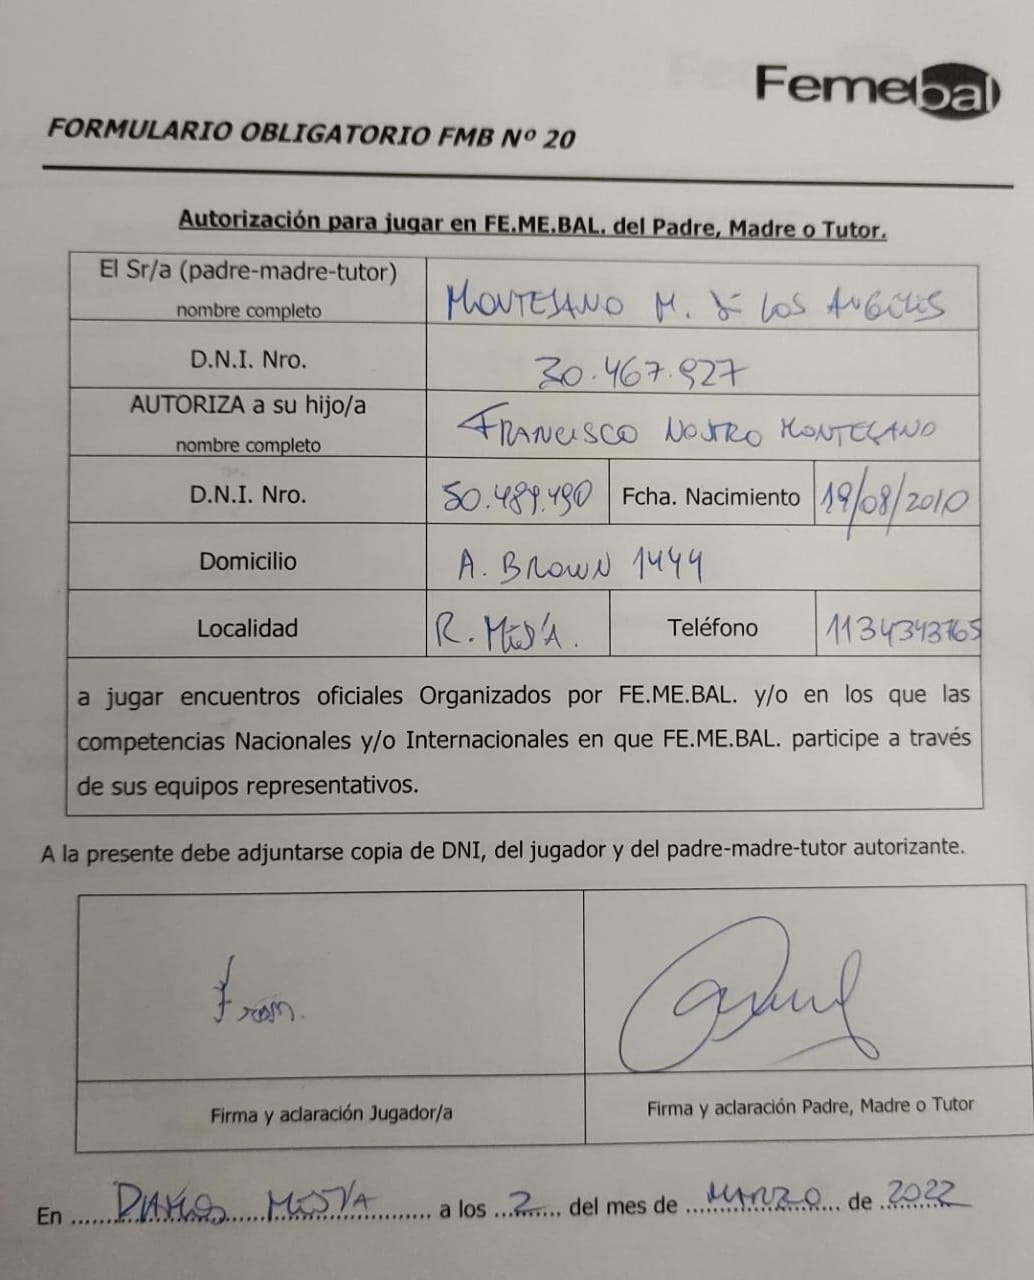 Femebal
FORMULARIO OBLIGATORIO FMB Nº 20
Autorización para jugar en FE.ME.BAL. del Padre, Madre o Tutor.
El Sr/a (padre-madre-tutor)
nombre completo
MONTESANO M. DE LOS ANGELES
D.N.I. Nro.
30.467.927
AUTORIZA a su hijo/a
nombre completo
FRANCISCO NOSTRO MONTESANO
D.N.I. Nro.
50.489.490
Fcha. Nacimiento
19/08/2010
Domicilio
A. BROWN 1444
Localidad
R.
Teléfono
1134343765
a jugar encuentros oficiales Organizados por FE.ME.BAL. y/o en los que las
competencias Nacionales y/o Internacionales en que FE.ME.BAL. participe a través
de sus equipos representativos.
A la presente debe adjuntarse copia de DNI, del jugador y del padre-madre-tutor autorizante.
Fran.
Firma y aclaración Jugador/a
Firma y aclaración Padre, Madre o Tutor
En a los 2 del mes de MARZO de 2022